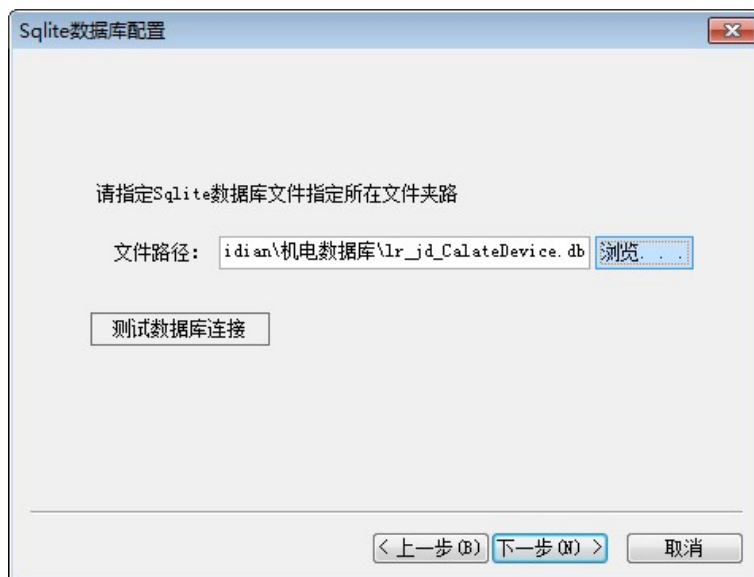 Sqlite数据库配置
请指定Sqlite数据库文件指定所在文件夹路
文件路径： idian\机电数据库\lr_jd_CalateDevice.db 浏览...
测试数据库连接
< 上一步(B) 下一步(N) > 取消